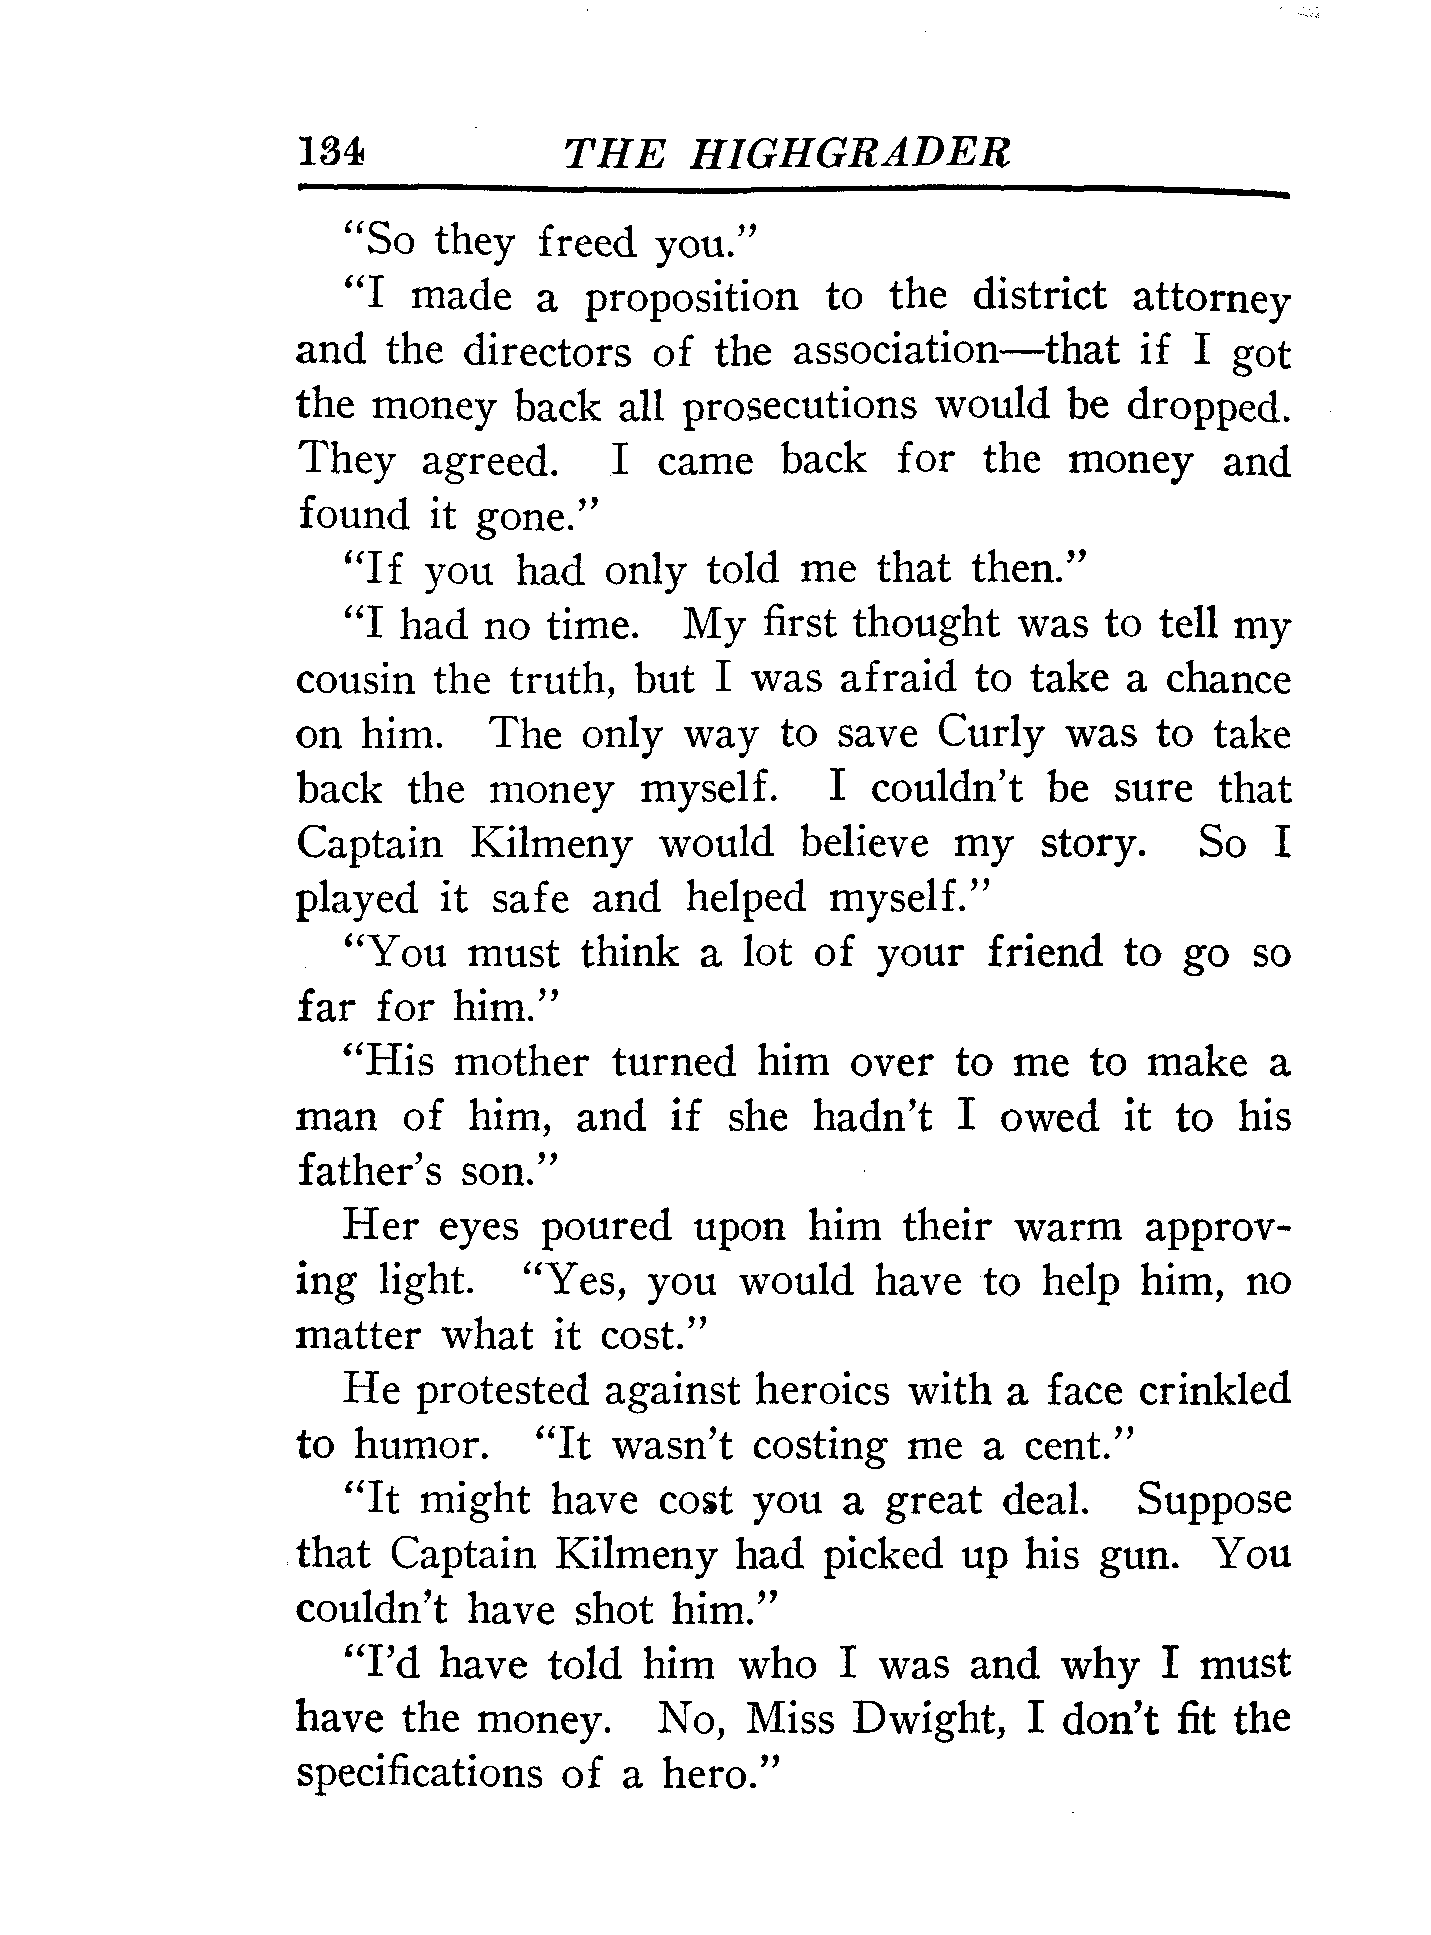 134 THE HIGHGRADER
“So they freed you.”
“I made a proposition to the district attorney
and the directors of the association—that if I got
the money back all prosecutions would be dropped.
They agreed. I came back for the money and
found it gone.”
“If you had only told me that then.”
“I had no time. My first thought was to tell my
cousin the truth, but I was afraid to take a chance
on him. The only way to save Curly was to take
back the money myself. I couldn’t be sure that
Captain Kilmeny would believe my story. So I
played it safe and helped myself.”
“You must think a lot of your friend to go so
far for him.”
“His mother turned him over to me to make a
man of him, and if she hadn’t I owed it to his
father’s son.”
Her eyes poured upon him their warm approv-
ing light. “Yes, you would have to help him, no
matter what it cost.”
He protested against heroics with a face crinkled
to humor. “It wasn’t costing me a cent.”
“It might have cost you a great deal. Suppose
that Captain Kilmeny had picked up his gun. You
couldn’t have shot him.”
“I’d have told him who I was and why I must
have the money. No, Miss Dwight, I don’t fit the
specifications of a hero.”